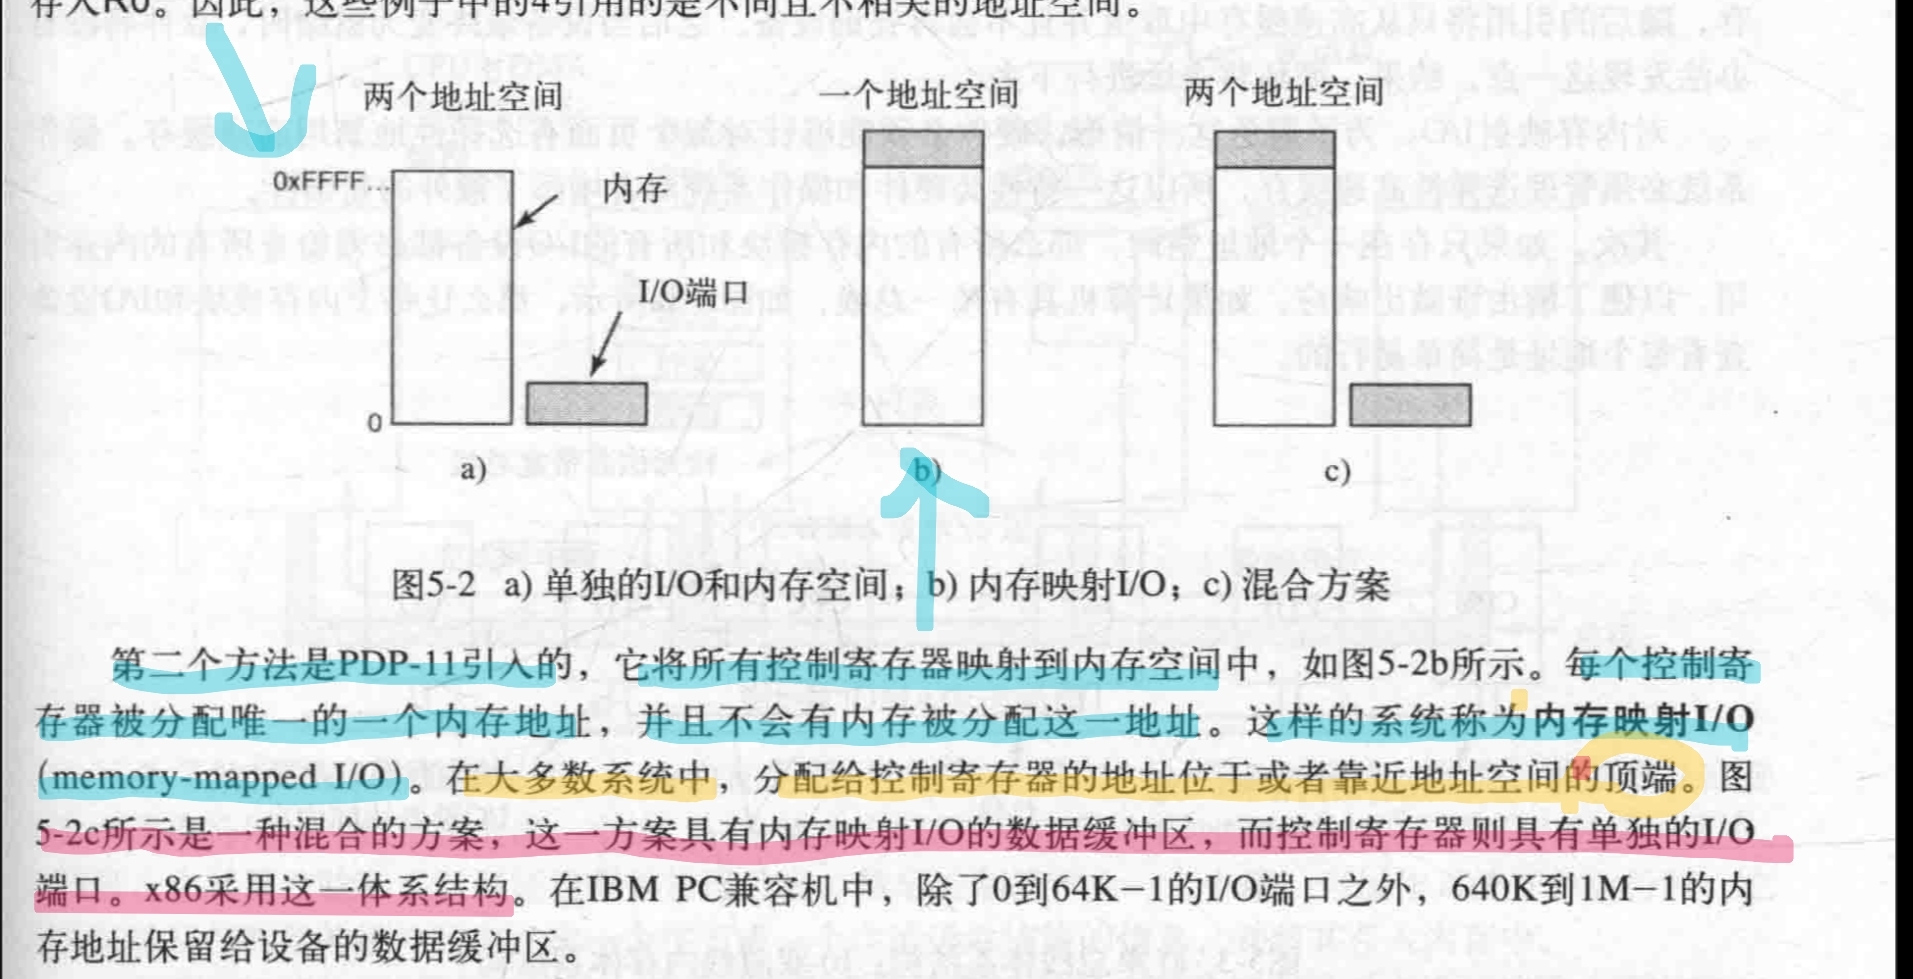 存入R0。因此，这些例子中的4引用的是不同且不相关的地址空间。
两个地址空间 一个地址空间 两个地址空间
0xFFFF… 内存
I/O端口
0
a) b) c)
图5-2 a) 单独的I/O和内存空间；b) 内存映射I/O；c) 混合方案
第二个方法是PDP-11引入的，它将所有控制寄存器映射到内存空间中，如图5-2b所示。每个控制寄
存器被分配唯一的一个内存地址，并且不会有内存被分配这一地址。这样的系统称为内存映射I/O
(memory-mapped I/O)。在大多数系统中，分配给控制寄存器的地址位于或者靠近地址空间的顶端。图
5-2c所示是一种混合的方案，这一方案具有内存映射I/O的数据缓冲区，而控制寄存器则具有单独的I/O
端口。x86采用这一体系结构。在IBM PC兼容机中，除了0到64K－1的I/O端口之外，640K到1M－1的内
存地址保留给设备的数据缓冲区。